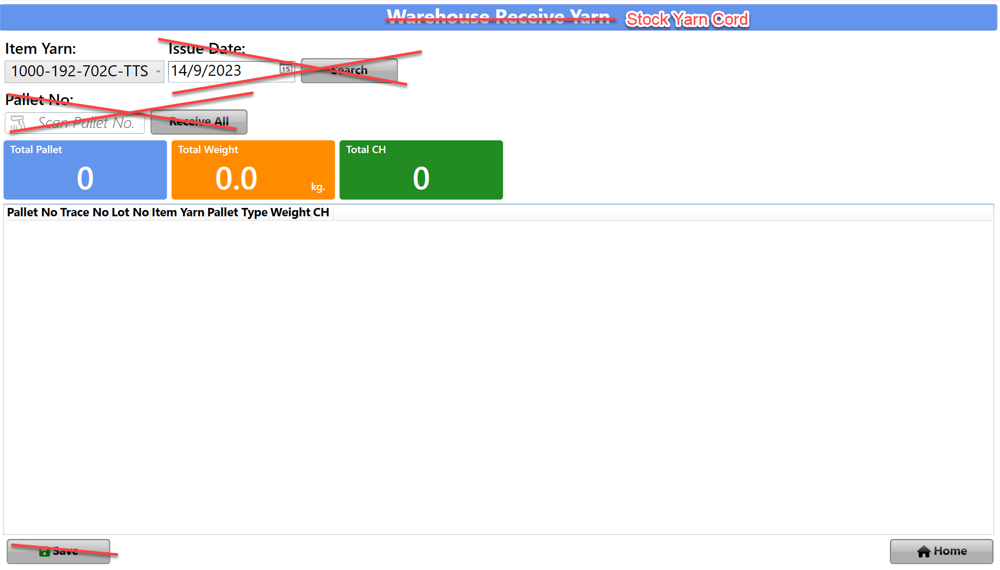 Warehouse Receive Yarn Stock Yarn Cord
Item Yarn: Issue Date:
1000-192-702C-TTS 14/9/2023 15 Search
Pallet No:
Scan Pallet No. Receive All
Total Pallet Total Weight Total CH
0 0.0 kg. 0
Pallet No Trace No Lot No Item Yarn Pallet Type Weight CH
Save Home